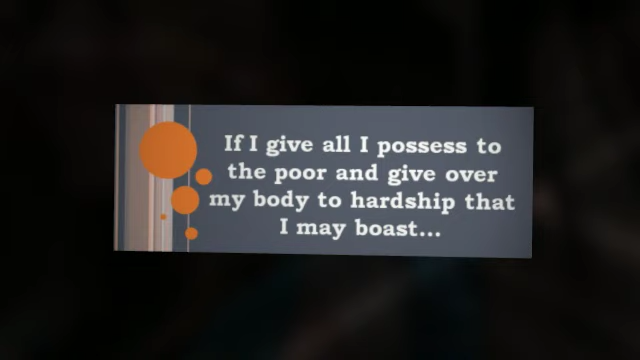 If I give all I possess to
the poor and give over
my body to hardship that
I may boast...